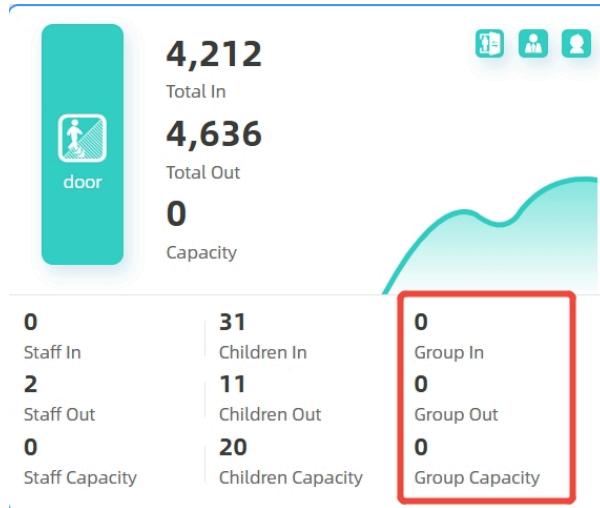 door
4,212
Total In
4,636
Total Out
0
Capacity
0
Staff In
2
Staff Out
0
Staff Capacity
31
Children In
11
Children Out
20
Children Capacity
0
Group In
0
Group Out
0
Group Capacity